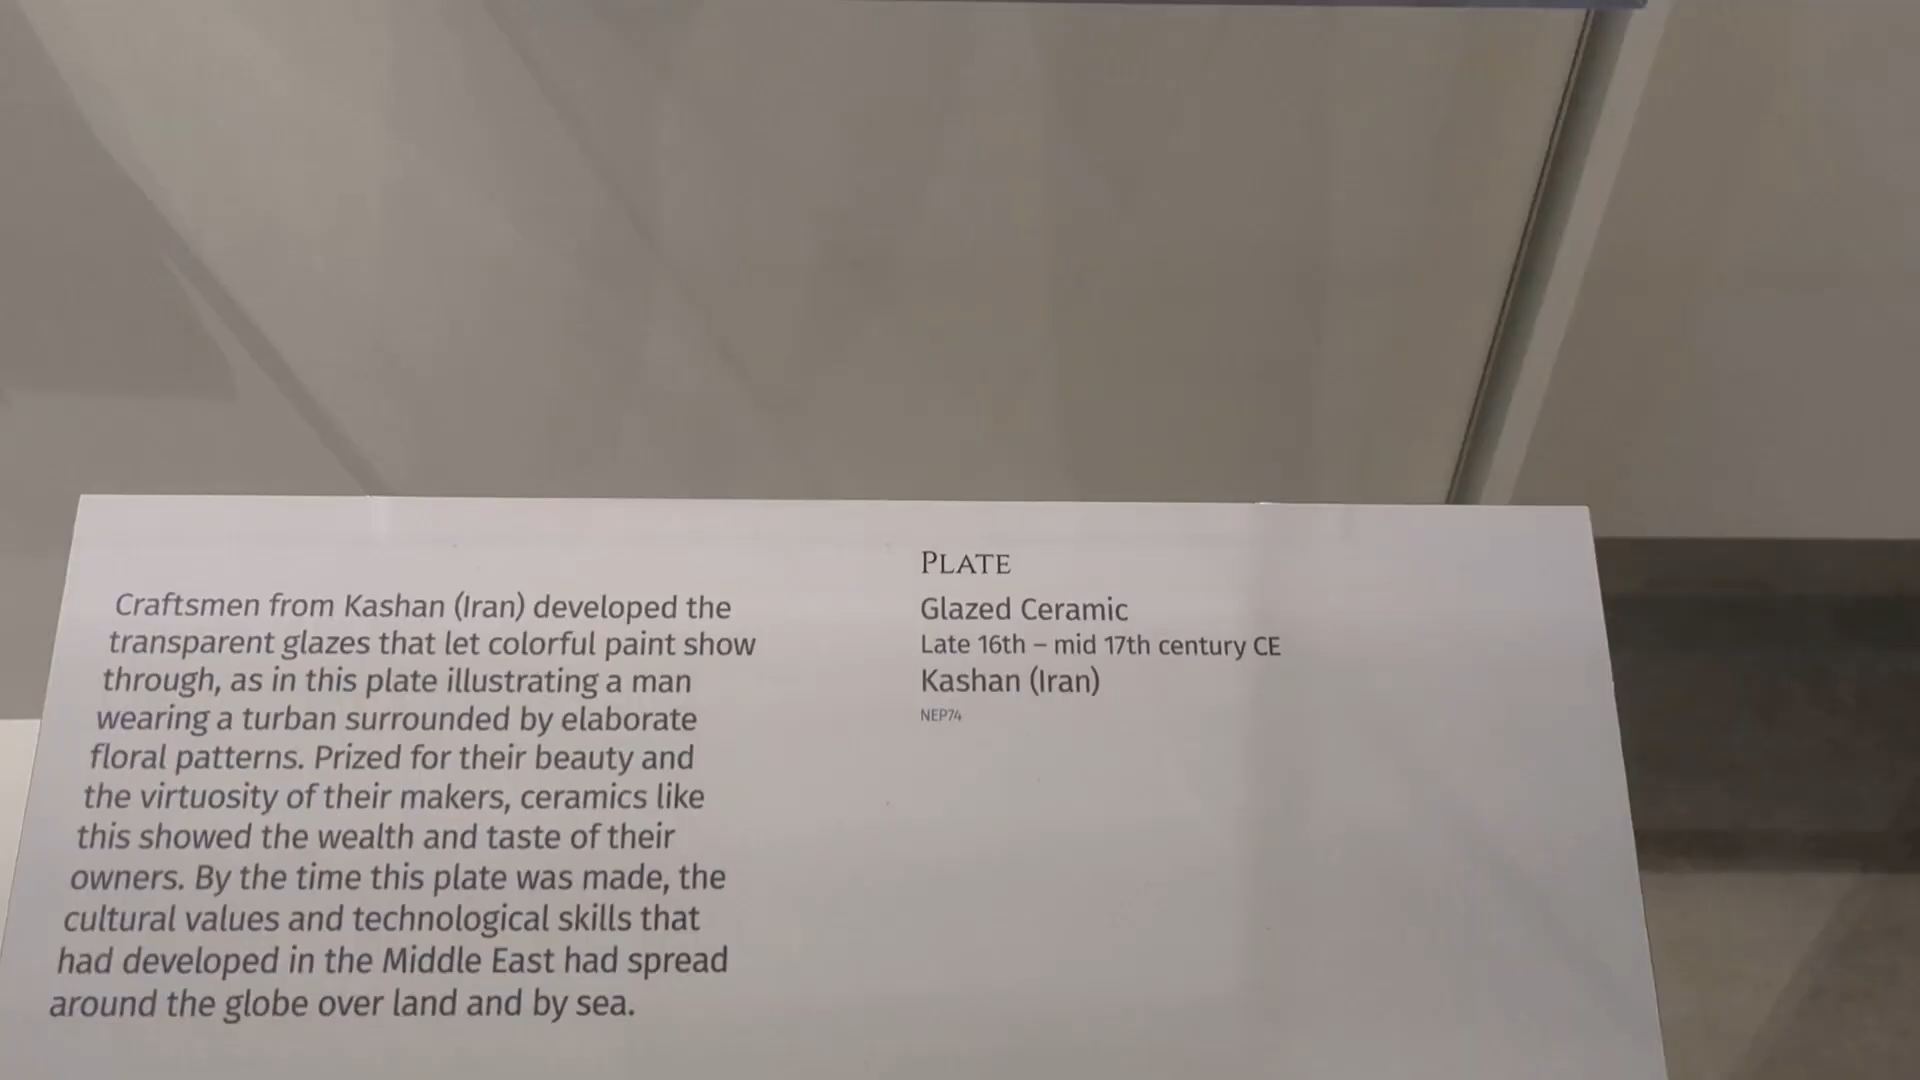 Craftsmen from Kashan (Iran) developed the
transparent glazes that let colorful paint show
through, as in this plate illustrating a man
wearing a turban surrounded by elaborate
floral patterns. Prized for their beauty and
the virtuosity of their makers, ceramics like
this showed the wealth and taste of their
owners. By the time this plate was made, the
cultural values and technological skills that
had developed in the Middle East had spread
around the globe over land and by sea.
PLATE
Glazed Ceramic
Late 16th – mid 17th century CE
Kashan (Iran)
NEP74